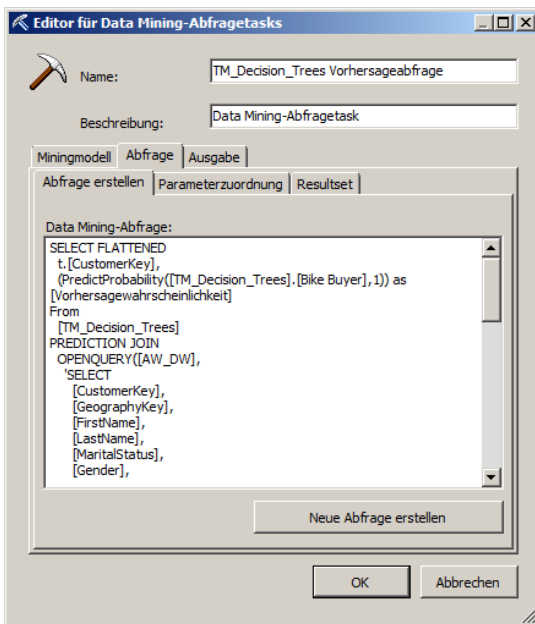 Editor für Data Mining-Abfragetasks
Name:
TM_Decision_Trees Vorhersageabfrage
Beschreibung:
Data Mining-Abfragetask
Miningmodell Abfrage Ausgabe
Abfrage erstellen Parameterzuordnung Resultset
Data Mining-Abfrage:
SELECT FLATTENED
t.[CustomerKey],
(PredictProbability([TM_Decision_Trees].[Bike Buyer],1)) as
[Vorhersagewahrscheinlichkeit]
From
[TM_Decision_Trees]
PREDICTION JOIN
OPENQUERY([AW_DW],
'SELECT
[CustomerKey],
[GeographyKey],
[FirstName],
[LastName],
[MaritalStatus],
[Gender],
Neue Abfrage erstellen
OK Abbrechen